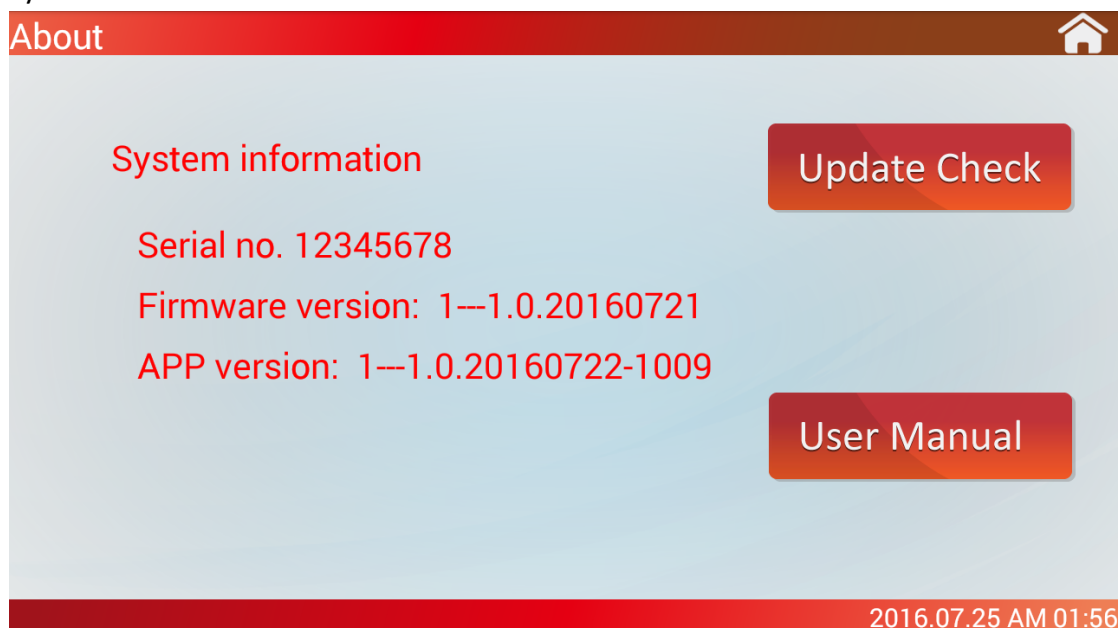 About
System information
Update Check
Serial no. 12345678
Firmware version: 1---1.0.20160721
APP version: 1---1.0.20160722-1009
User Manual
2016.07.25 AM 01:56